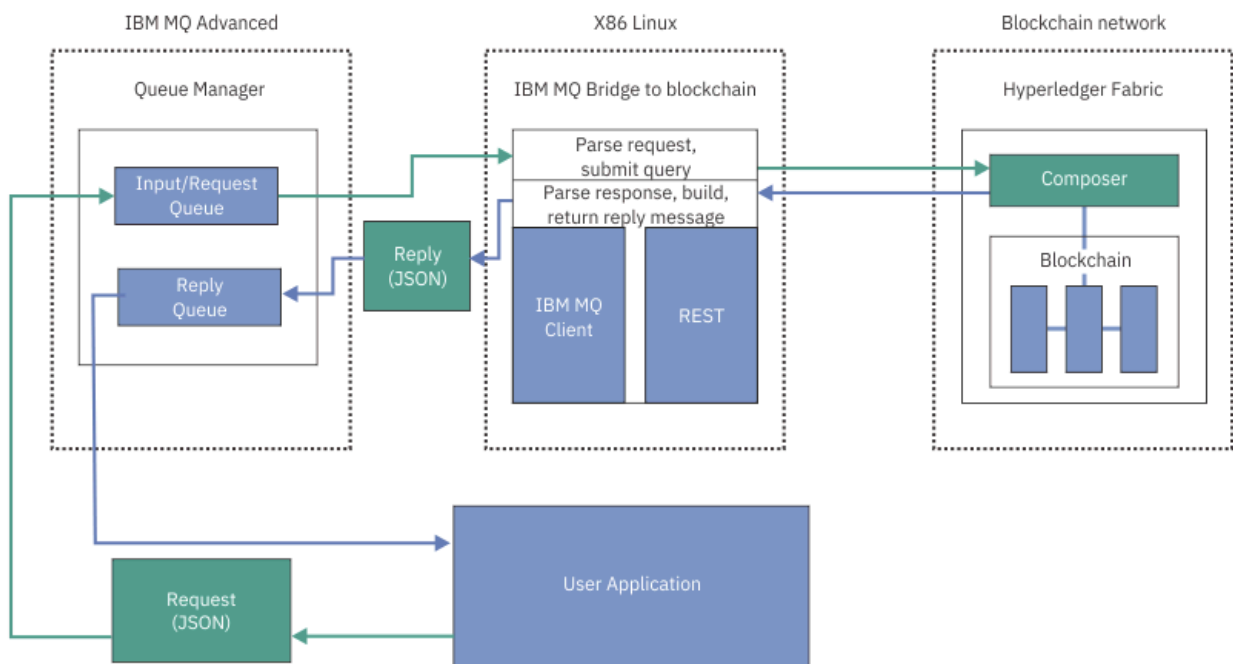 IBM MQ Advanced
X86 Linux
Blockchain network
Queue Manager
IBM MQ Bridge to blockchain
Hyperledger Fabric
Input/Request
Queue
Parse request,
submit query
Parse response, build,
return reply message
Composer
Reply
(JSON)
Reply
Queue
IBM MQ
Client
REST
Blockchain
User Application
Request
(JSON)